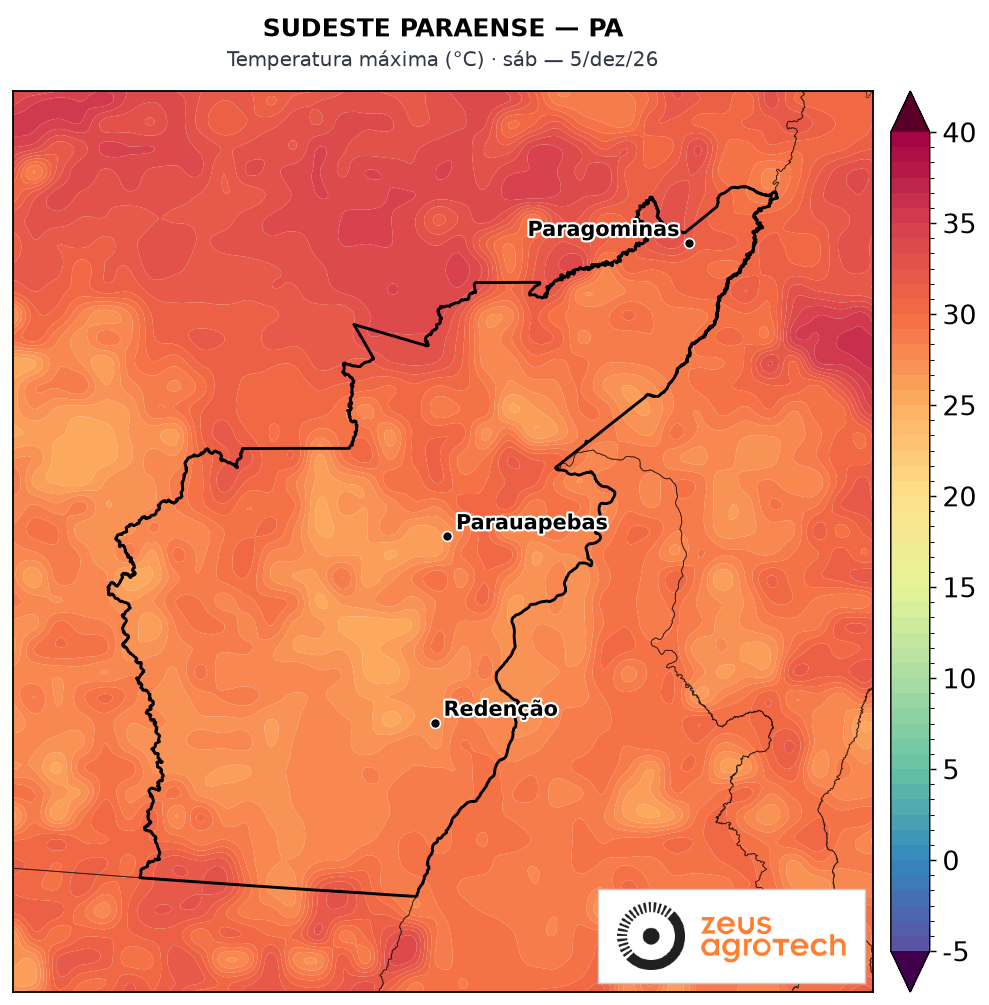 SUDESTE PARAENSE — PA
Temperatura máxima (°C) · sáb — 5/dez/26
Paragominas
Parauapebas
Redenção
40
35
30
25
20
15
10
5
0
-5
zeus
agrotech